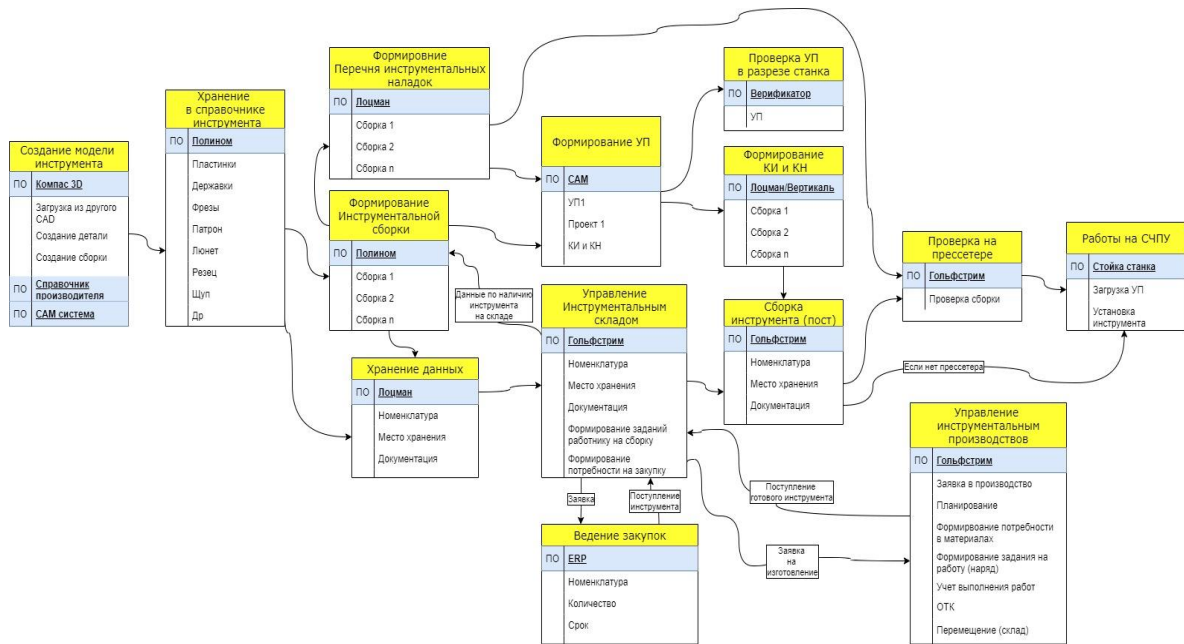 Создание модели
инструмента
ПО Компас 3D
Загрузка из другого
CAD
Создание детали
Создание сборки
ПО Справочник
производителя
ПО САМ система
Хранение
в справочнике
инструмента
ПО Полином
Пластинки
Державки
Фрезы
Патрон
Люнет
Резец
Щуп
Др
Формировние
Перечня инструментальных
наладок
ПО Лоцман
Сборка 1
Сборка 2
Сборка n
Формирование
Инструментальной
сборки
ПО Полином
Сборка 1
Сборка 2
Сборка n
Хранение данных
ПО Лоцман
Номенклатура
Место хранения
Документация
Данные по наличию
инструмента
на складе
Формирование УП
ПО САМ
УП1
Проект 1
КИ и КН
Управление
Инструментальным
складом
ПО Гольфстрим
Номенклатура
Место хранения
Документация
Формирование заданий
работнику на сборку
Формирование
потребности на закупку
Заявка
Поступление
инструмента
Ведение закупок
ПО ERP
Номенклатура
Количество
Срок
Проверка УП
в разрезе станка
ПО Верификатор
УП
Формирование
КИ и КН
ПО Лоцман/Вертикаль
Сборка 1
Сборка 2
Сборка n
Сборка
инструмента (пост)
ПО Гольфстрим
Номенклатура
Место хранения
Документация
Поступление
готового инструмента
Заявка
на
изготовление
Проверка на
прессетере
ПО Гольфстрим
Проверка сборки
Если нет прессетера
Работы на СЧПУ
ПО Стойка станка
Загрузка УП
Установка
инструмента
Управление
инструментальным
производствов
ПО Гольфстрим
Заявка в производство
Планирование
Формирвоание потребности
в материалах
Формирование задания на
работу (наряд)
Учет выполнения работ
ОТК
Перемещение (склад)